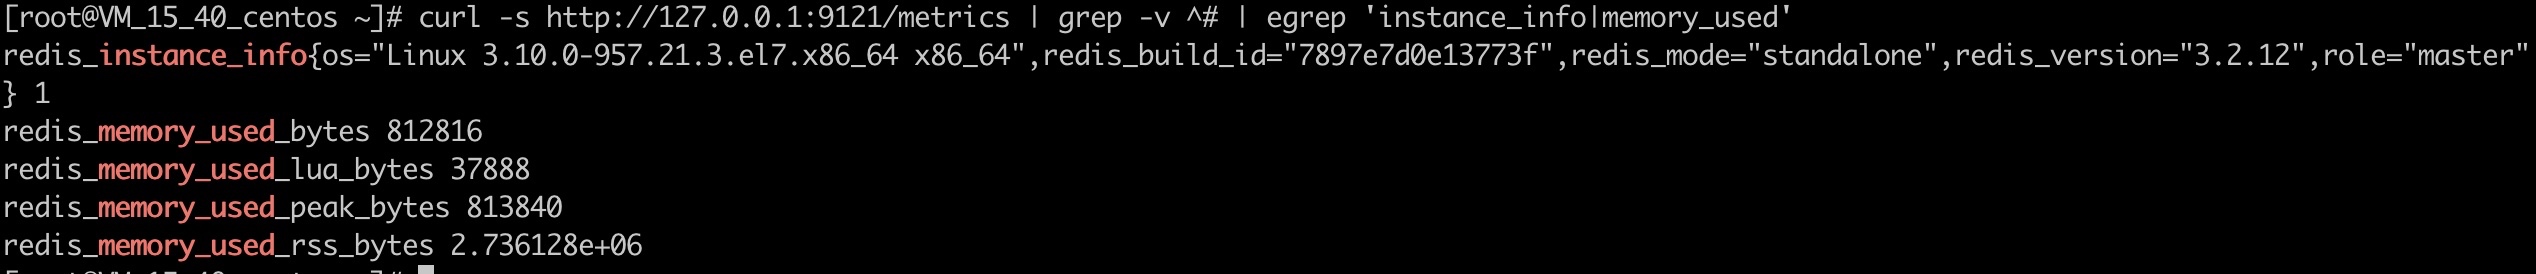 [root@VM_15_40_centos ~]# curl -s http://127.0.0.1:9121/metrics | grep -v ^# | egrep 'instance_info|memory_used'
redis_instance_info{os="Linux 3.10.0-957.21.3.el7.x86_64 x86_64",redis_build_id="7897e7d0e13773f",redis_mode="standalone",redis_version="3.2.12",role="master"
} 1
redis_memory_used_bytes 812816
redis_memory_used_lua_bytes 37888
redis_memory_used_peak_bytes 813840
redis_memory_used_rss_bytes 2.736128e+06
[root@VM_15_40_centos ~]#